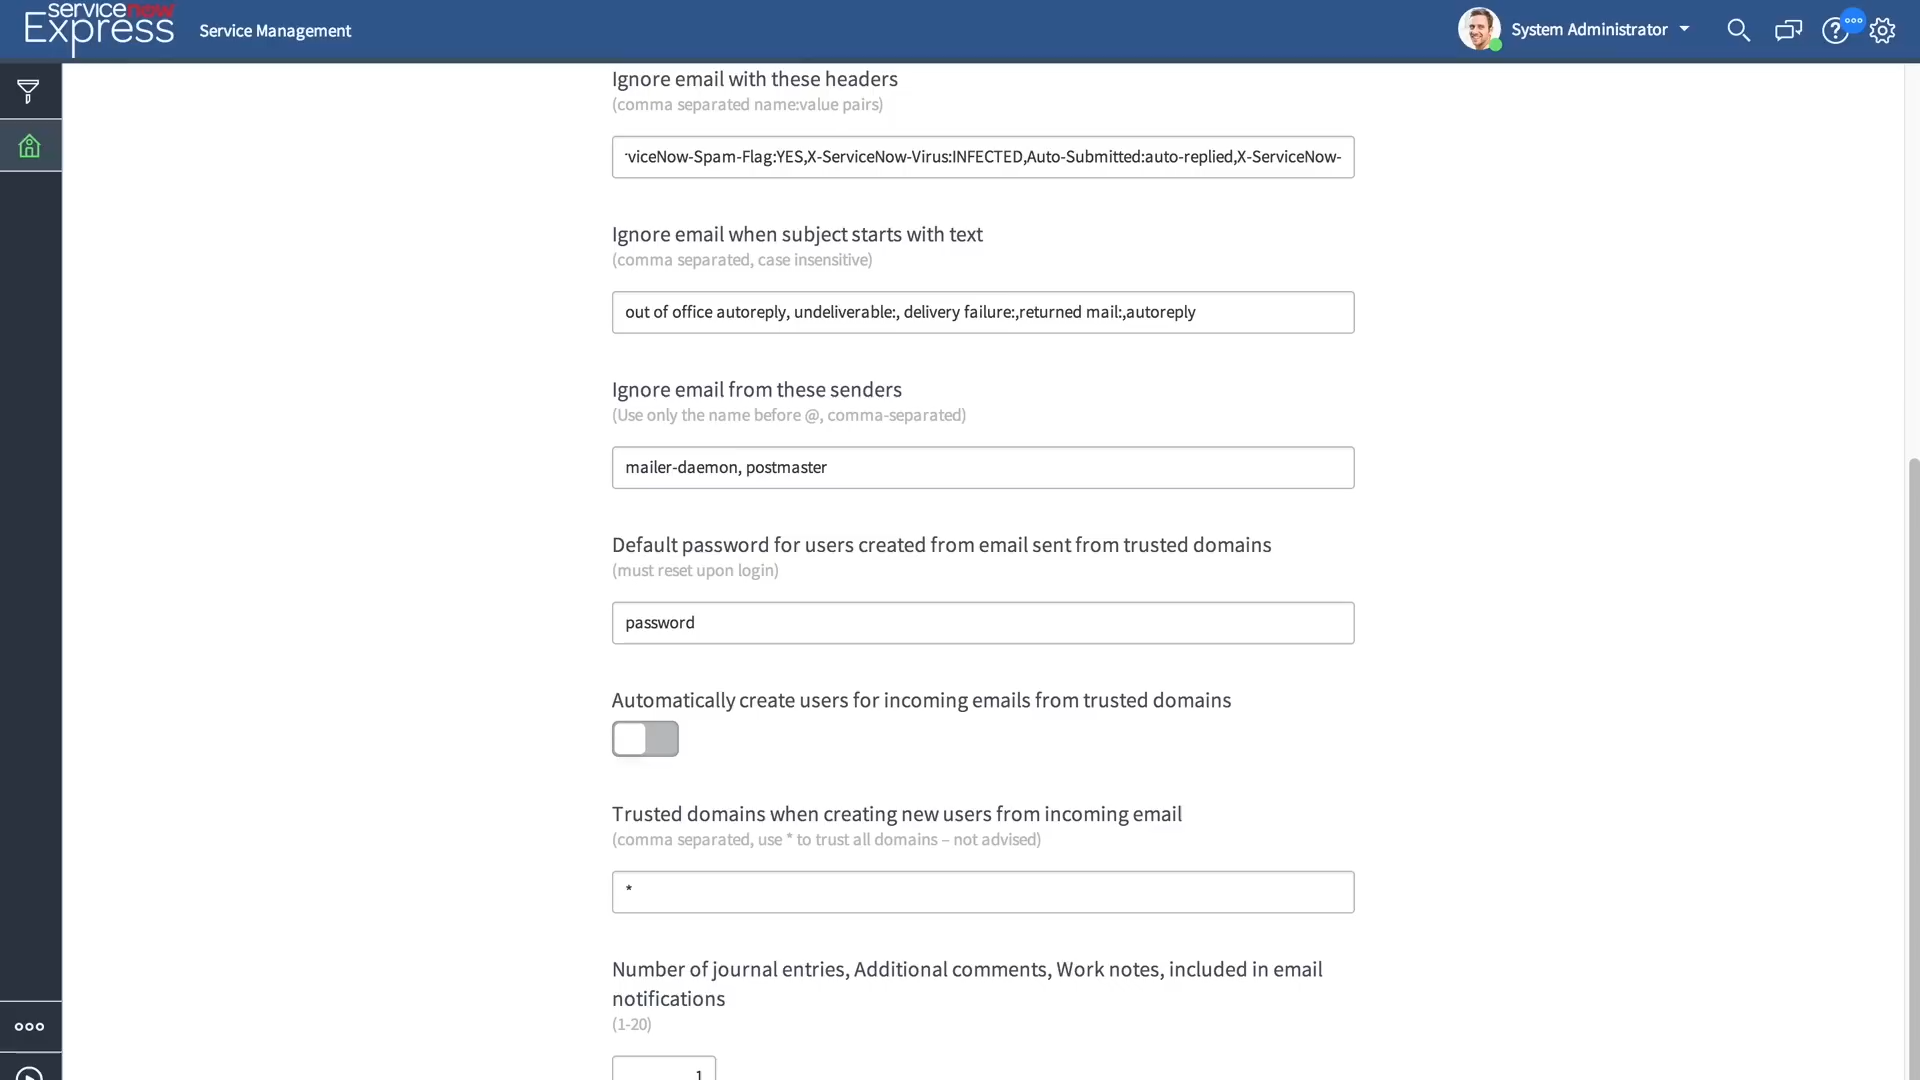 servicenow
Express
Service Management
System Administrator
Ignore email with these headers
(comma separated name:value pairs)
viceNow-Spam-Flag:YES,X-ServiceNow-Virus:INFECTED,Auto-Submitted:auto-replied,X-ServiceNow-
Ignore email when subject starts with text
(comma separated, case insensitive)
out of office autoreply, undeliverable:, delivery failure:,returned mail:,autoreply
Ignore email from these senders
(Use only the name before @, comma-separated)
mailer-daemon, postmaster
Default password for users created from email sent from trusted domains
(must reset upon login)
password
Automatically create users for incoming emails from trusted domains
Trusted domains when creating new users from incoming email
(comma separated, use * to trust all domains – not advised)
*
Number of journal entries, Additional comments, Work notes, included in email
notifications
(1-20)
1